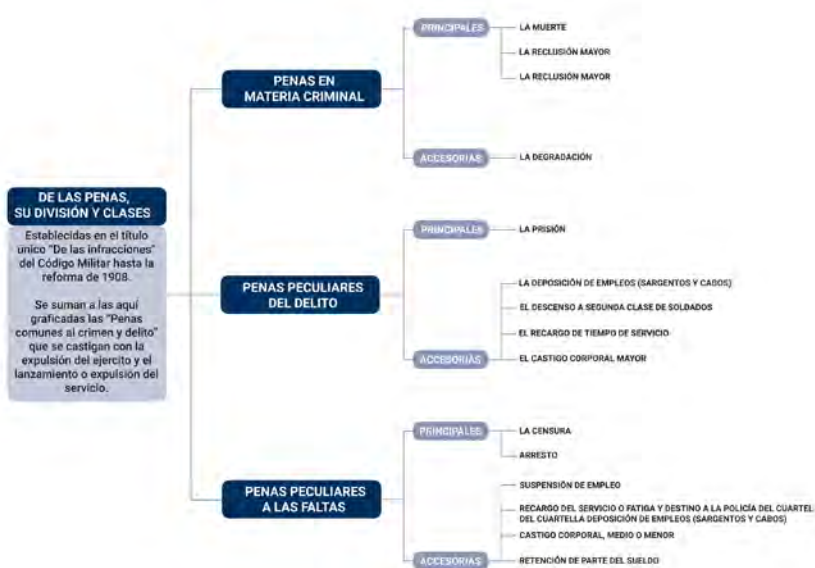 DE LAS PENAS,
SU DIVISIÓN Y CLASES
Establecidas en el título
unico "De las infracciones"
del Código Militar hasta la
reforma de 1908.
Se suman a las aquí
graficadas las "Penas
comunes al crimen y delito"
que se castigan con la
expulsión del ejercito y el
lanzamiento o expulsión del
servicio.
PENAS EN
MATERIA CRIMINAL
PRINCIPALES
LA MUERTE
LA RECLUSIÓN MAYOR
LA RECLUSIÓN MAYOR
ACCESORIAS
LA DEGRADACIÓN
PENAS PECULIARES
DEL DELITO
PRINCIPALES
LA PRISIÓN
ACCESORIAS
LA DEPOSICIÓN DE EMPLEOS (SARGENTOS Y CABOS)
EL DESCENSO A SEGUNDA CLASE DE SOLDADOS
EL RECARGO DE TIEMPO DE SERVICIO
EL CASTIGO CORPORAL MAYOR
PENAS PECULIARES
A LAS FALTAS
PRINCIPALES
LA CENSURA
ARRESTO
ACCESORIAS
SUSPENSIÓN DE EMPLEO
RECARGO DEL SERVICIO O FATIGA Y DESTINO A LA POLICÍA DEL CUARTEL
DEL CUARTELLA DEPOSICIÓN DE EMPLEOS (SARGENTOS Y CABOS)
CASTIGO CORPORAL, MEDIO O MENOR
RETENCIÓN DE PARTE DEL SUELDO